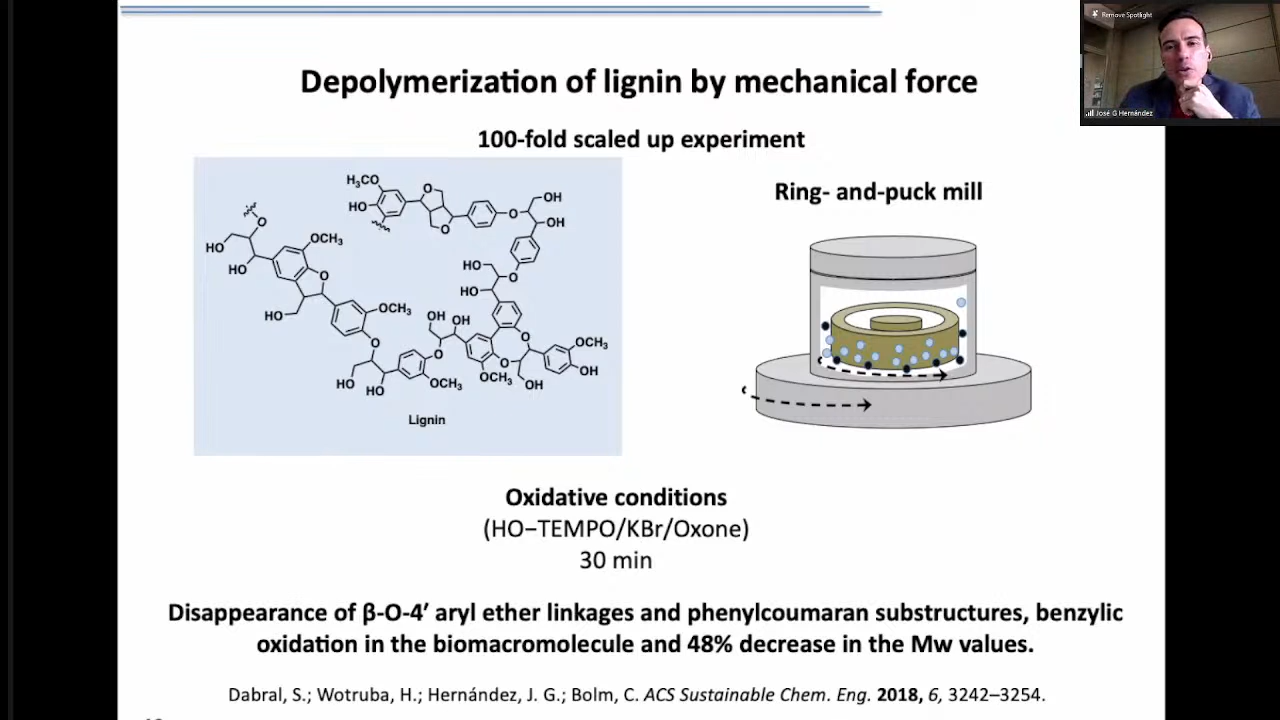 Remove Spotlight
José G Hernández
Depolymerization of lignin by mechanical force
100-fold scaled up experiment
Ring- and-puck mill
H₃CO
O
HO
O
O
OH
OH
O
HO
OCH₃
HO
O
HO
OCH₃
HO
O
HO
OH
OH
O
O
OCH₃
OH
O
OCH₃
OH
O
HO
HO
OCH₃
Lignin
Oxidative conditions
(HO−TEMPO/KBr/Oxone)
30 min
Disappearance of β-O-4′ aryl ether linkages and phenylcoumaran substructures, benzylic
oxidation in the biomacromolecule and 48% decrease in the Mw values.
Dabral, S.; Wotruba, H.; Hernández, J. G.; Bolm, C. ACS Sustainable Chem. Eng. 2018, 6, 3242–3254.